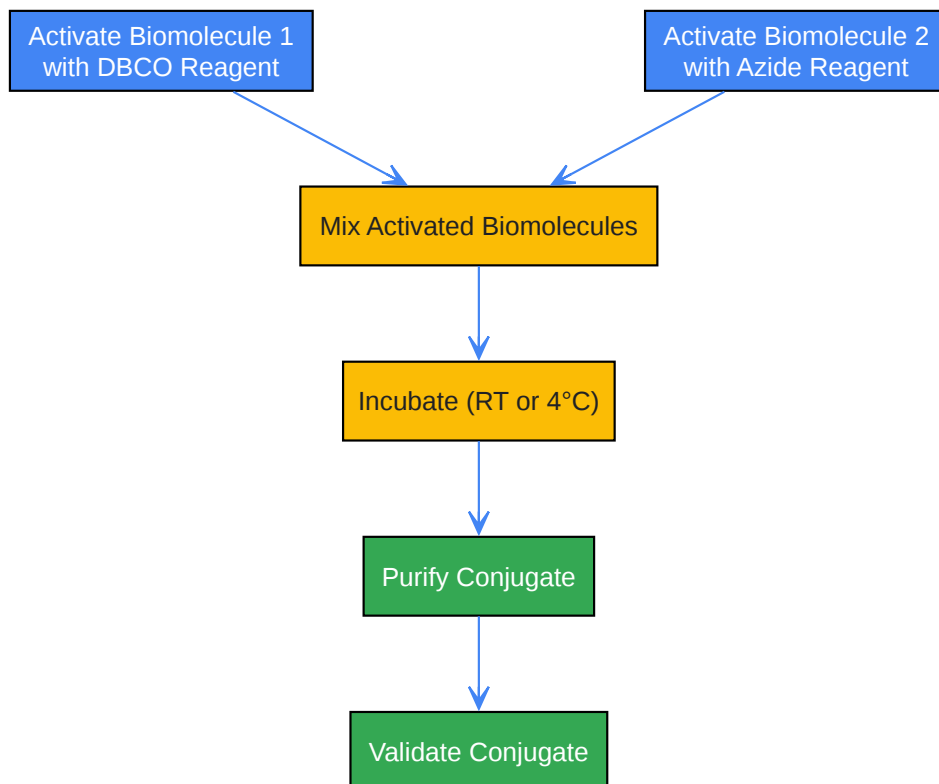 Activate Biomolecule 1
with DBCO Reagent
Activate Biomolecule 2
with Azide Reagent
Mix Activated Biomolecules
Incubate (RT or 4°C)
Purify Conjugate
Validate Conjugate